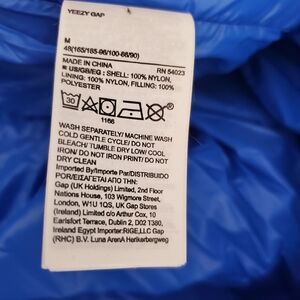 YEEZY GAP
M
48(165/185-96/100-86/90)
MADE IN CHINA RN 54023
US/GB/EG : SHELL: 100% NYLON,
LINING: 100% NYLON, FILLING: 100%
POLYESTER
30
1166
WASH SEPARATELY/ MACHINE WASH
COLD GENTLE CYCLE/ DO NOT
BLEACH/ TUMBLE DRY LOW/ COOL
IRON/ DO NOT IRON PRINT/ DO NOT
DRY CLEAN
Imported By/Importe Par/DISTRIBUIDO
POR/ΕΙΣΑΓΕΤΑΙ ΑΠΟ ΤΗΝ:
Gap (UK Holdings) Limited, 2nd Floor
Nations House, 103 Wigmore Street,
London, W1U 1QS, UK Gap Stores
(Ireland) Limited c/o Arthur Cox, 10
Earlsfort Terrace, Dublin 2, D02 T380,
Ireland EG Importer:RIGE,LLC Gap
(RHC) B.V. Luna ArenA Herikerbergweg